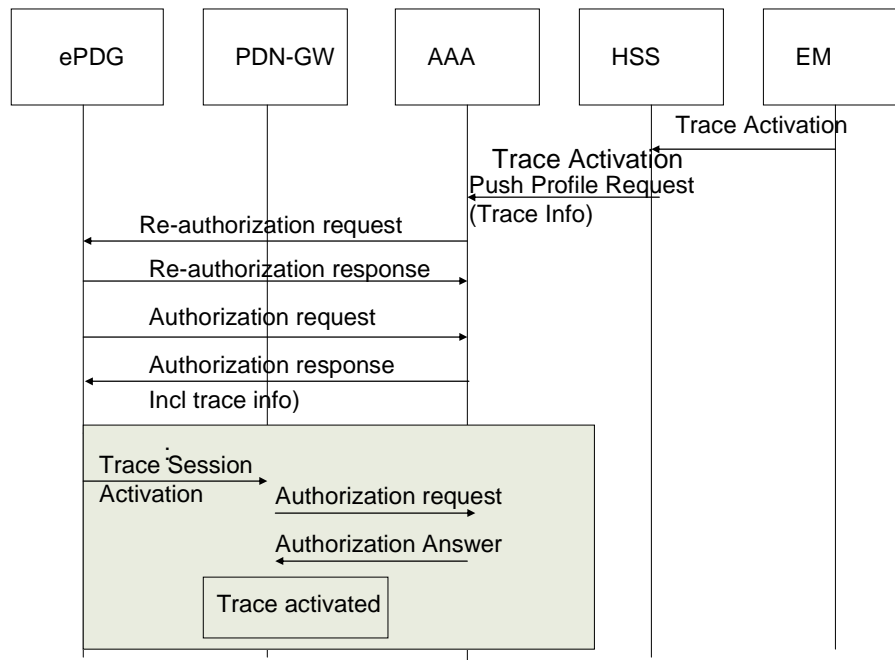 ePDG
PDN-GW
AAA
HSS
EM
Trace Activation
Trace Activation
Push Profile Request
(Trace Info)
Re-authorization request
Re-authorization response
Authorization request
Authorization response
Incl trace info)
:
Trace Session
Activation
Authorization request
Authorization Answer
Trace activated